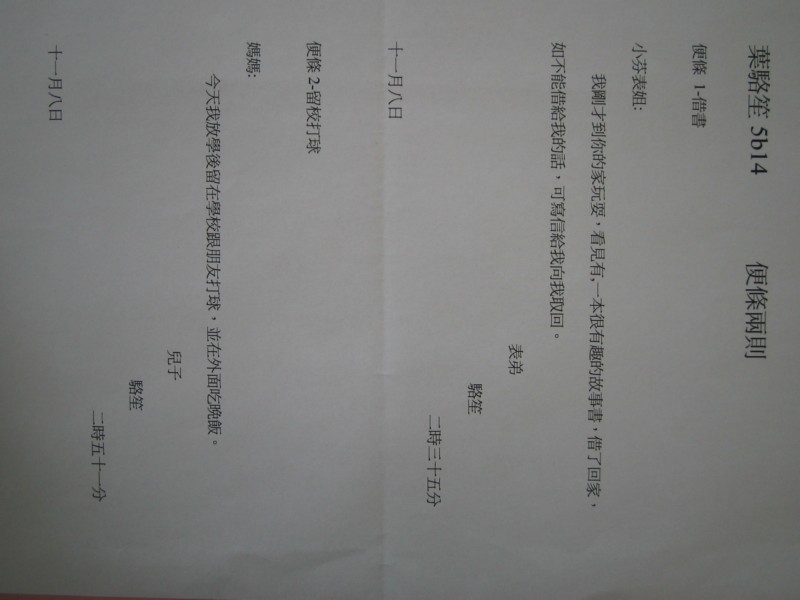 葉駱笙 5b14 便條兩則
便條 1-借書
小芬表姐:
我剛才到你的家玩耍，看見有,一本很有趣的故事書，借了回家，
如不能借給我的話，可寫信給我向我取回。
表弟
駱笙
二時三十五分
十一月八日
便條 2-留校打球
媽媽:
今天我放學後留在學校跟朋友打球，並在外面吃晚飯。
兒子
駱笙
二時五十一分
十一月八日